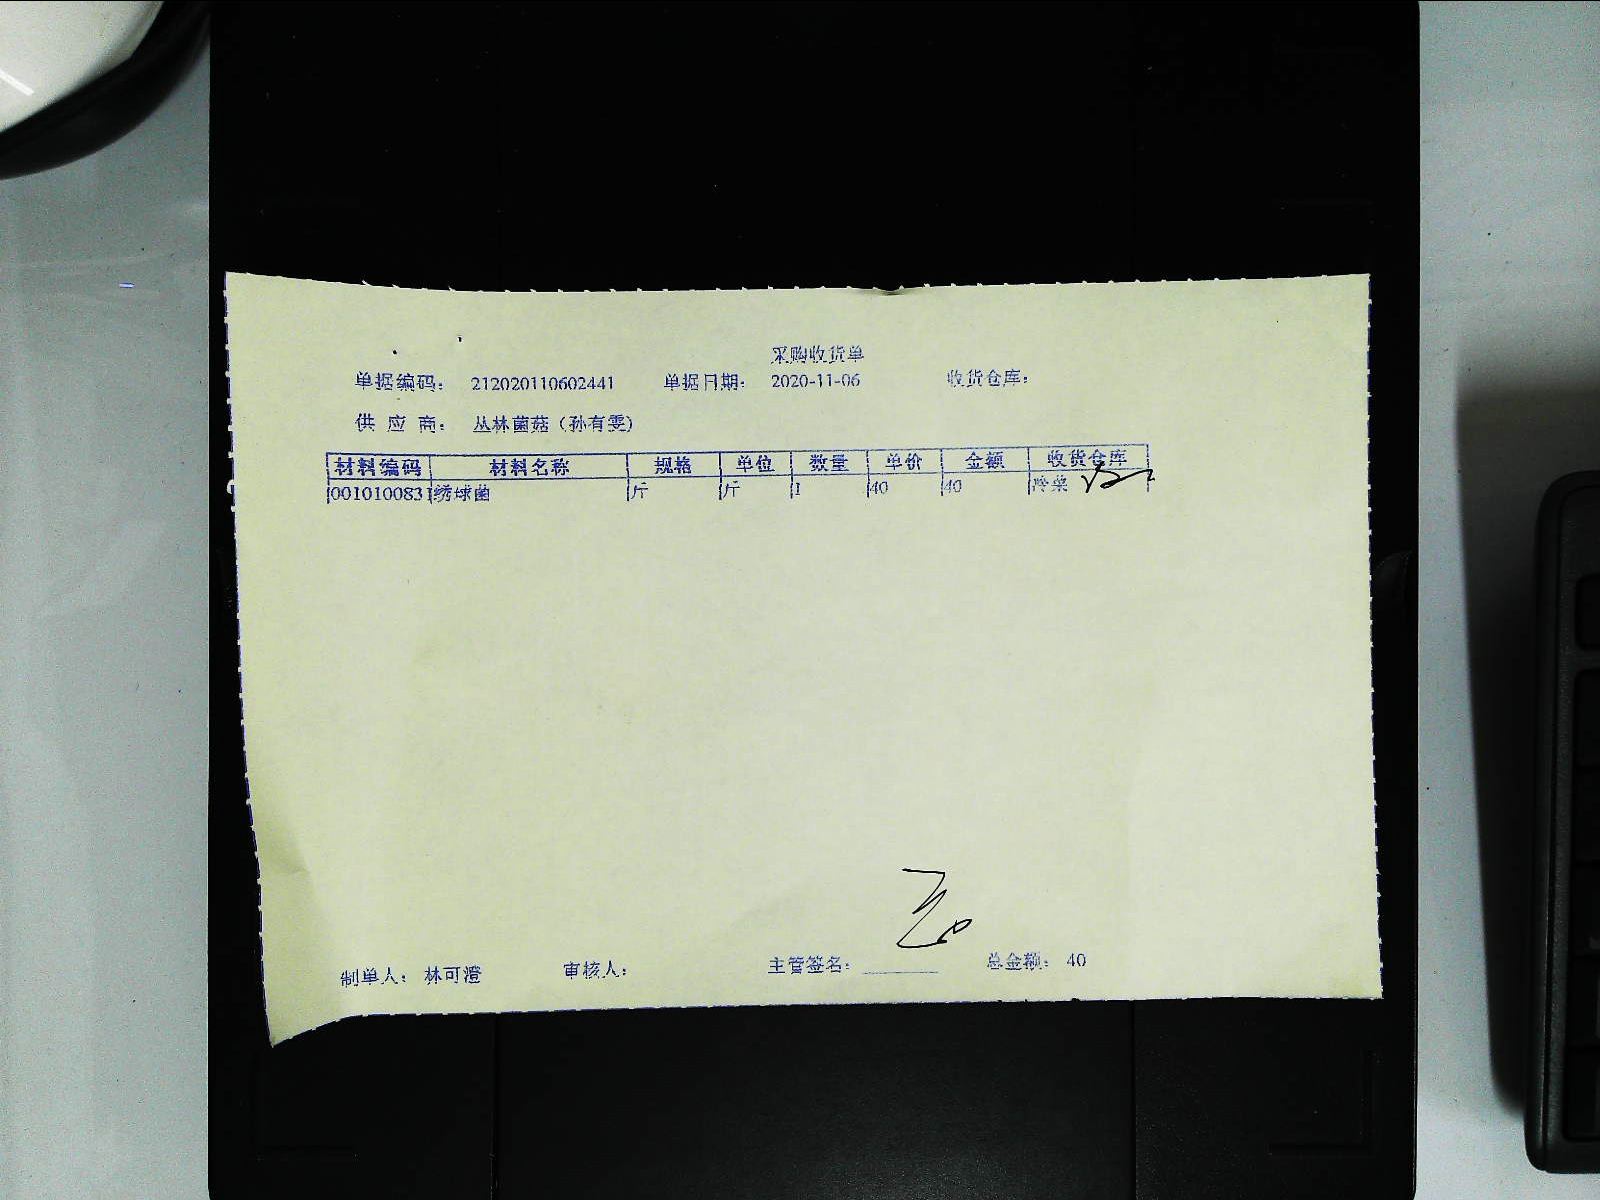 采购收货单
单据编码: 212020110602441 单据日期: 2020-11-06 收货仓库:
供应商: 丛林菌菇(孙有雯)
材料编码 材料名称 规格 单位 数量 单价 金额 收货仓库
0010100831 绣球菌 斤 斤 1 40 40 冷菜
制单人: 林可澄 审核人: 主管签名: 总金额: 40